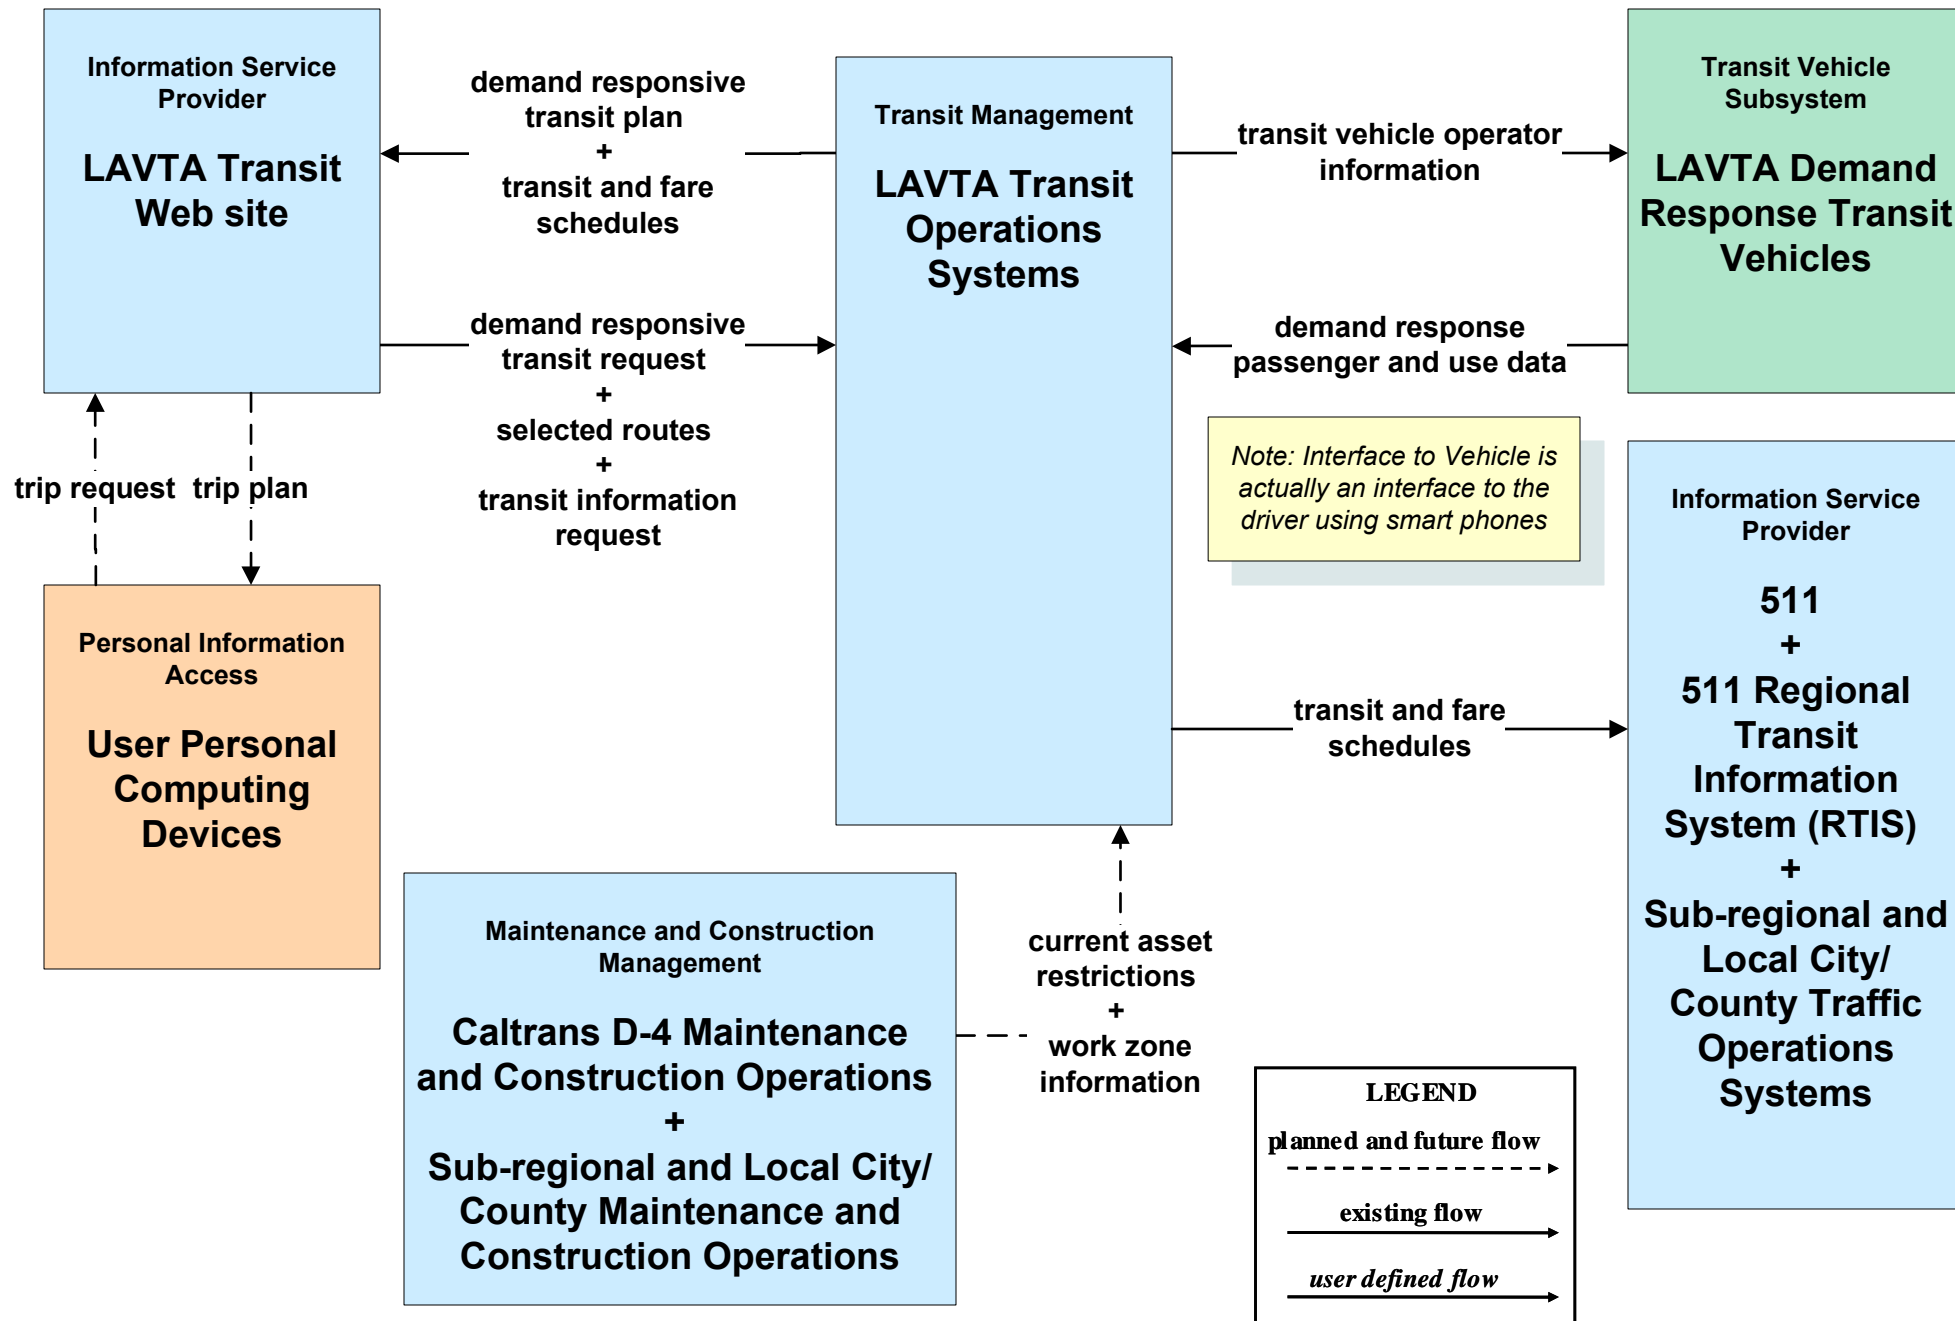 Information Service
Provider
LAVTA Transit
Web site
demand responsive
transit plan
+
transit and fare
schedules
Transit Management
LAVTA Transit
Operations
Systems
transit vehicle operator
information
Transit Vehicle
Subsystem
LAVTA Demand
Response Transit
Vehicles
demand responsive
transit request
+
selected routes
+
transit information
request
demand response
passenger and use data
Note: Interface to Vehicle is
actually an interface to the
driver using smart phones
trip request
trip plan
Personal Information
Access
User Personal
Computing
Devices
Information Service
Provider
511
+
511 Regional
Transit
Information
System (RTIS)
+
Sub-regional and
Local City/
County Traffic
Operations
Systems
transit and fare
schedules
Maintenance and Construction
Management
Caltrans D-4 Maintenance
and Construction Operations
+
Sub-regional and Local City/
County Maintenance and
Construction Operations
current asset
restrictions
+
work zone
information
LEGEND
planned and future flow
existing flow
user defined flow